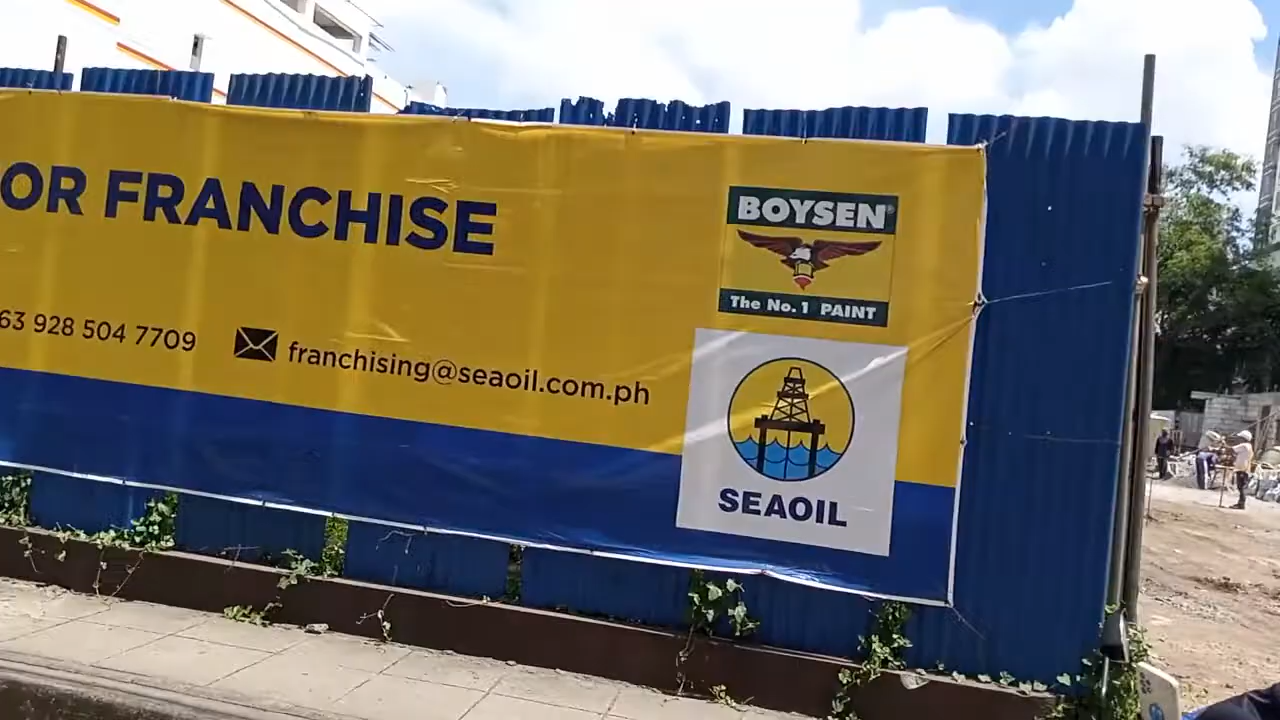 OR FRANCHISE
63 928 504 7709
franchising@seaoil.com.ph
BOYSEN®
The No. 1 PAINT
SEAOIL